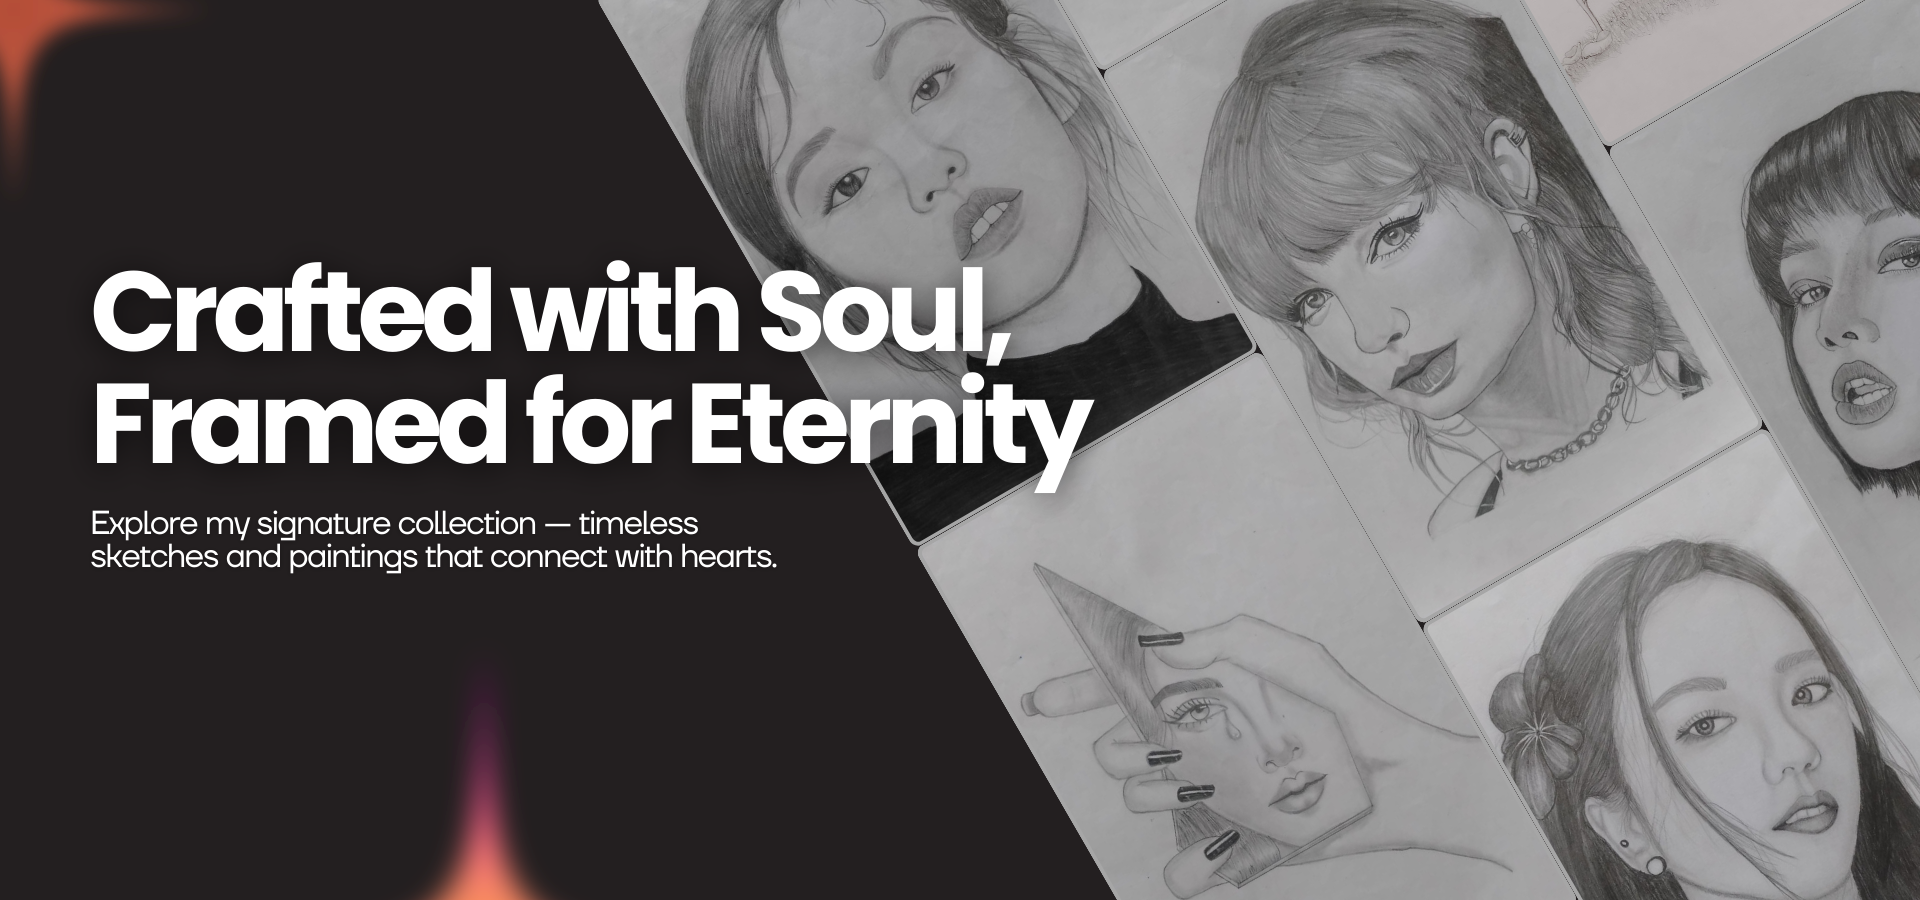 Crafted with Soul,
Framed for Eternity
Explore my signature collection — timeless
sketches and paintings that connect with hearts.